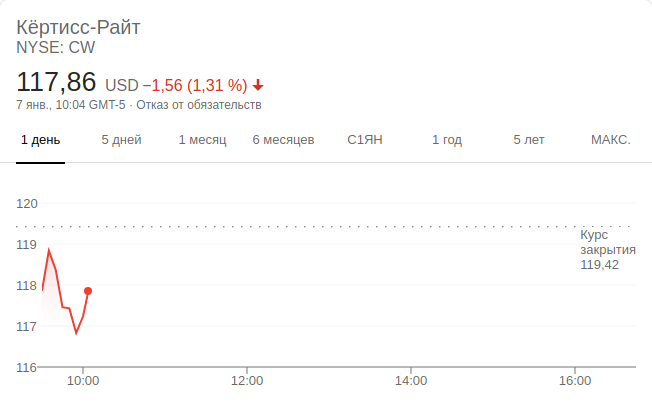 Кёртисс-Райт
NYSE: CW
117,86 USD −1,56 (1,31 %)
7 янв., 10:04 GMT-5 · Отказ от обязательств
1 день 5 дней 1 месяц 6 месяцев С1ЯН 1 год 5 лет МАКС.
120
119
118
117
116
Курс
закрытия
119,42
10:00 12:00 14:00 16:00